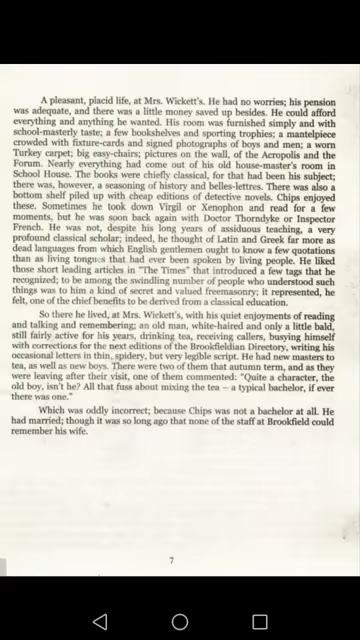 A pleasant, placid life, at Mrs. Wickett's. He had no worries; his pension
was adequate, and there was a little money saved up besides. He could afford
everything and anything he wanted. His room was furnished simply and with
school-masterly taste; a few bookshelves and sporting trophies; a mantelpiece
crowded with fixture-cards and signed photographs of boys and men; a worn
Turkey carpet; big easy-chairs; pictures on the wall, of the Acropolis and the
Forum. Nearly everything had come out of his old house-master's room in
School House. The books were chiefly classical, for that had been his subject;
there was, however, a seasoning of history and belles-lettres. There was also a
bottom shelf piled up with cheap editions of detective novels. Chips enjoyed
these. Sometimes he took down Virgil or Xenophon and read for a few
moments, but he was soon back again with Doctor Thorndyke or Inspector
French. He was not, despite his long years of assiduous teaching, a very
profound classical scholar; indeed, he thought of Latin and Greek far more as
dead languages from which English gentlemen ought to know a few quotations
than as living tongues that had ever been spoken by living people. He liked
those short leading articles in "The Times" that introduced a few tags that he
recognized; to be among the swindling number of people who understood such
things was to him a kind of secret and valued freemasonry; it represented, he
felt, one of the chief benefits to be derived from a classical education.
So there he lived, at Mrs. Wickett's, with his quiet enjoyments of reading
and talking and remembering; an old man, white-haired and only a little bald,
still fairly active for his years, drinking tea, receiving callers, busying himself
with corrections for the next editions of the Brookfieldian Directory, writing his
occasional letters in thin, spidery, but very legible script. He had new masters to
tea, as well as new boys. There were two of them that autumn term, and as they
were leaving after their visit, one of them commented: "Quite a character, the
old boy, isn't he? All that fuss about mixing the tea – a typical bachelor, if ever
there was one."
Which was oddly incorrect; because Chips was not a bachelor at all. He
had married; though it was so long ago that none of the staff at Brookfield could
remember his wife.
7